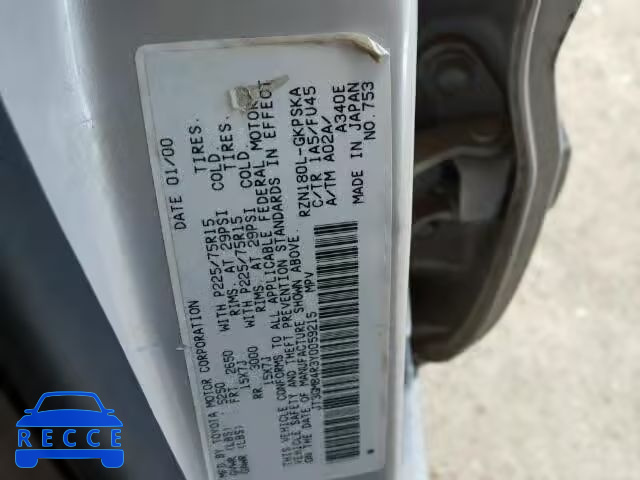 MFD. BY TOYOTA MOTOR CORPORATION DATE 01/00
GVWR (LBS) 5250
GAWR (LBS) FRT. 2650 WITH P225/75R15 TIRES.
15X7J RIMS. AT 29PSI COLD.
RR. 3000 WITH P225/75R15 TIRES.
15X7J RIMS. AT 29PSI COLD.
THIS VEHICLE CONFORMS TO ALL APPLICABLE FEDERAL MOTOR
VEHICLE SAFETY AND THEFT PREVENTION STANDARDS IN EFFECT
ON THE DATE OF MANUFACTURE SHOWN ABOVE.
JT3GM84R3Y0059215 MPV
RZN180L-GKPSKA
C/TR 1A5/FU45
A/TM A02A/
A340E
MADE IN JAPAN
NO.753
RECCE